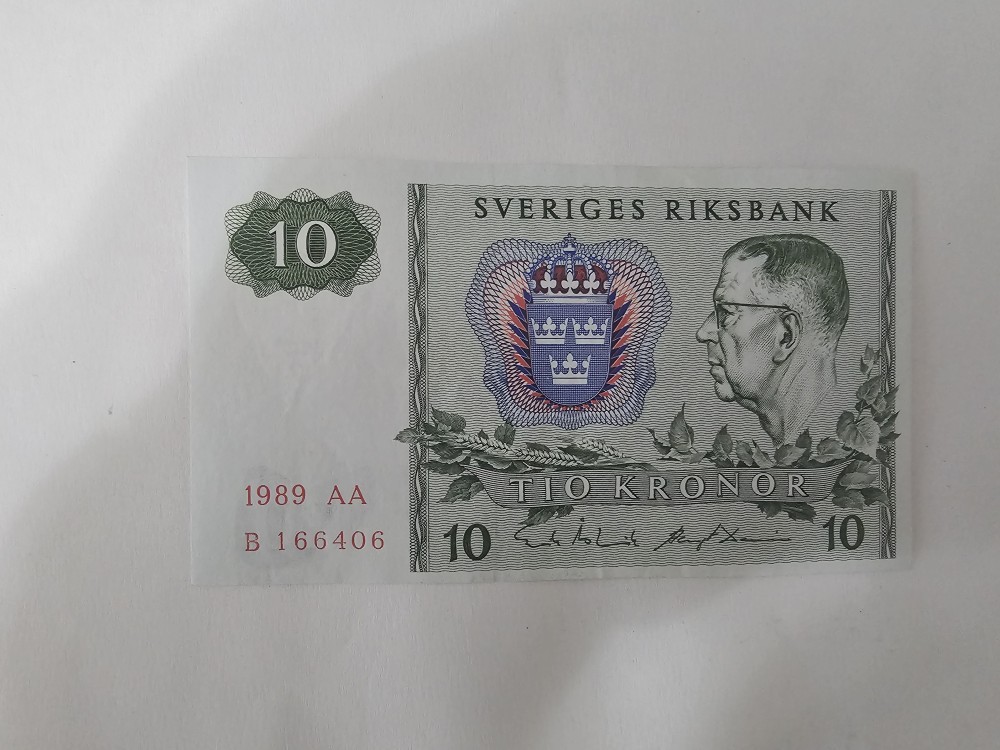 10
SVERIGES RIKSBANK
TIO KRONOR
1989 AA
B 166406
10
10